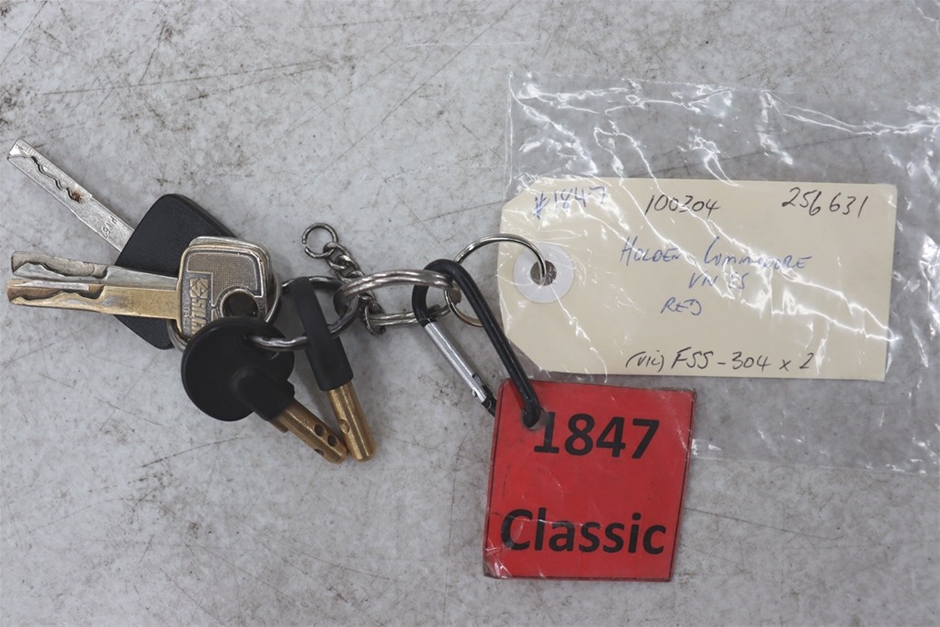 #1847 100304 256631
HOLDEN COMMODORE
VN SS
RED
(VIC) FSS-304 x 2
1847
Classic